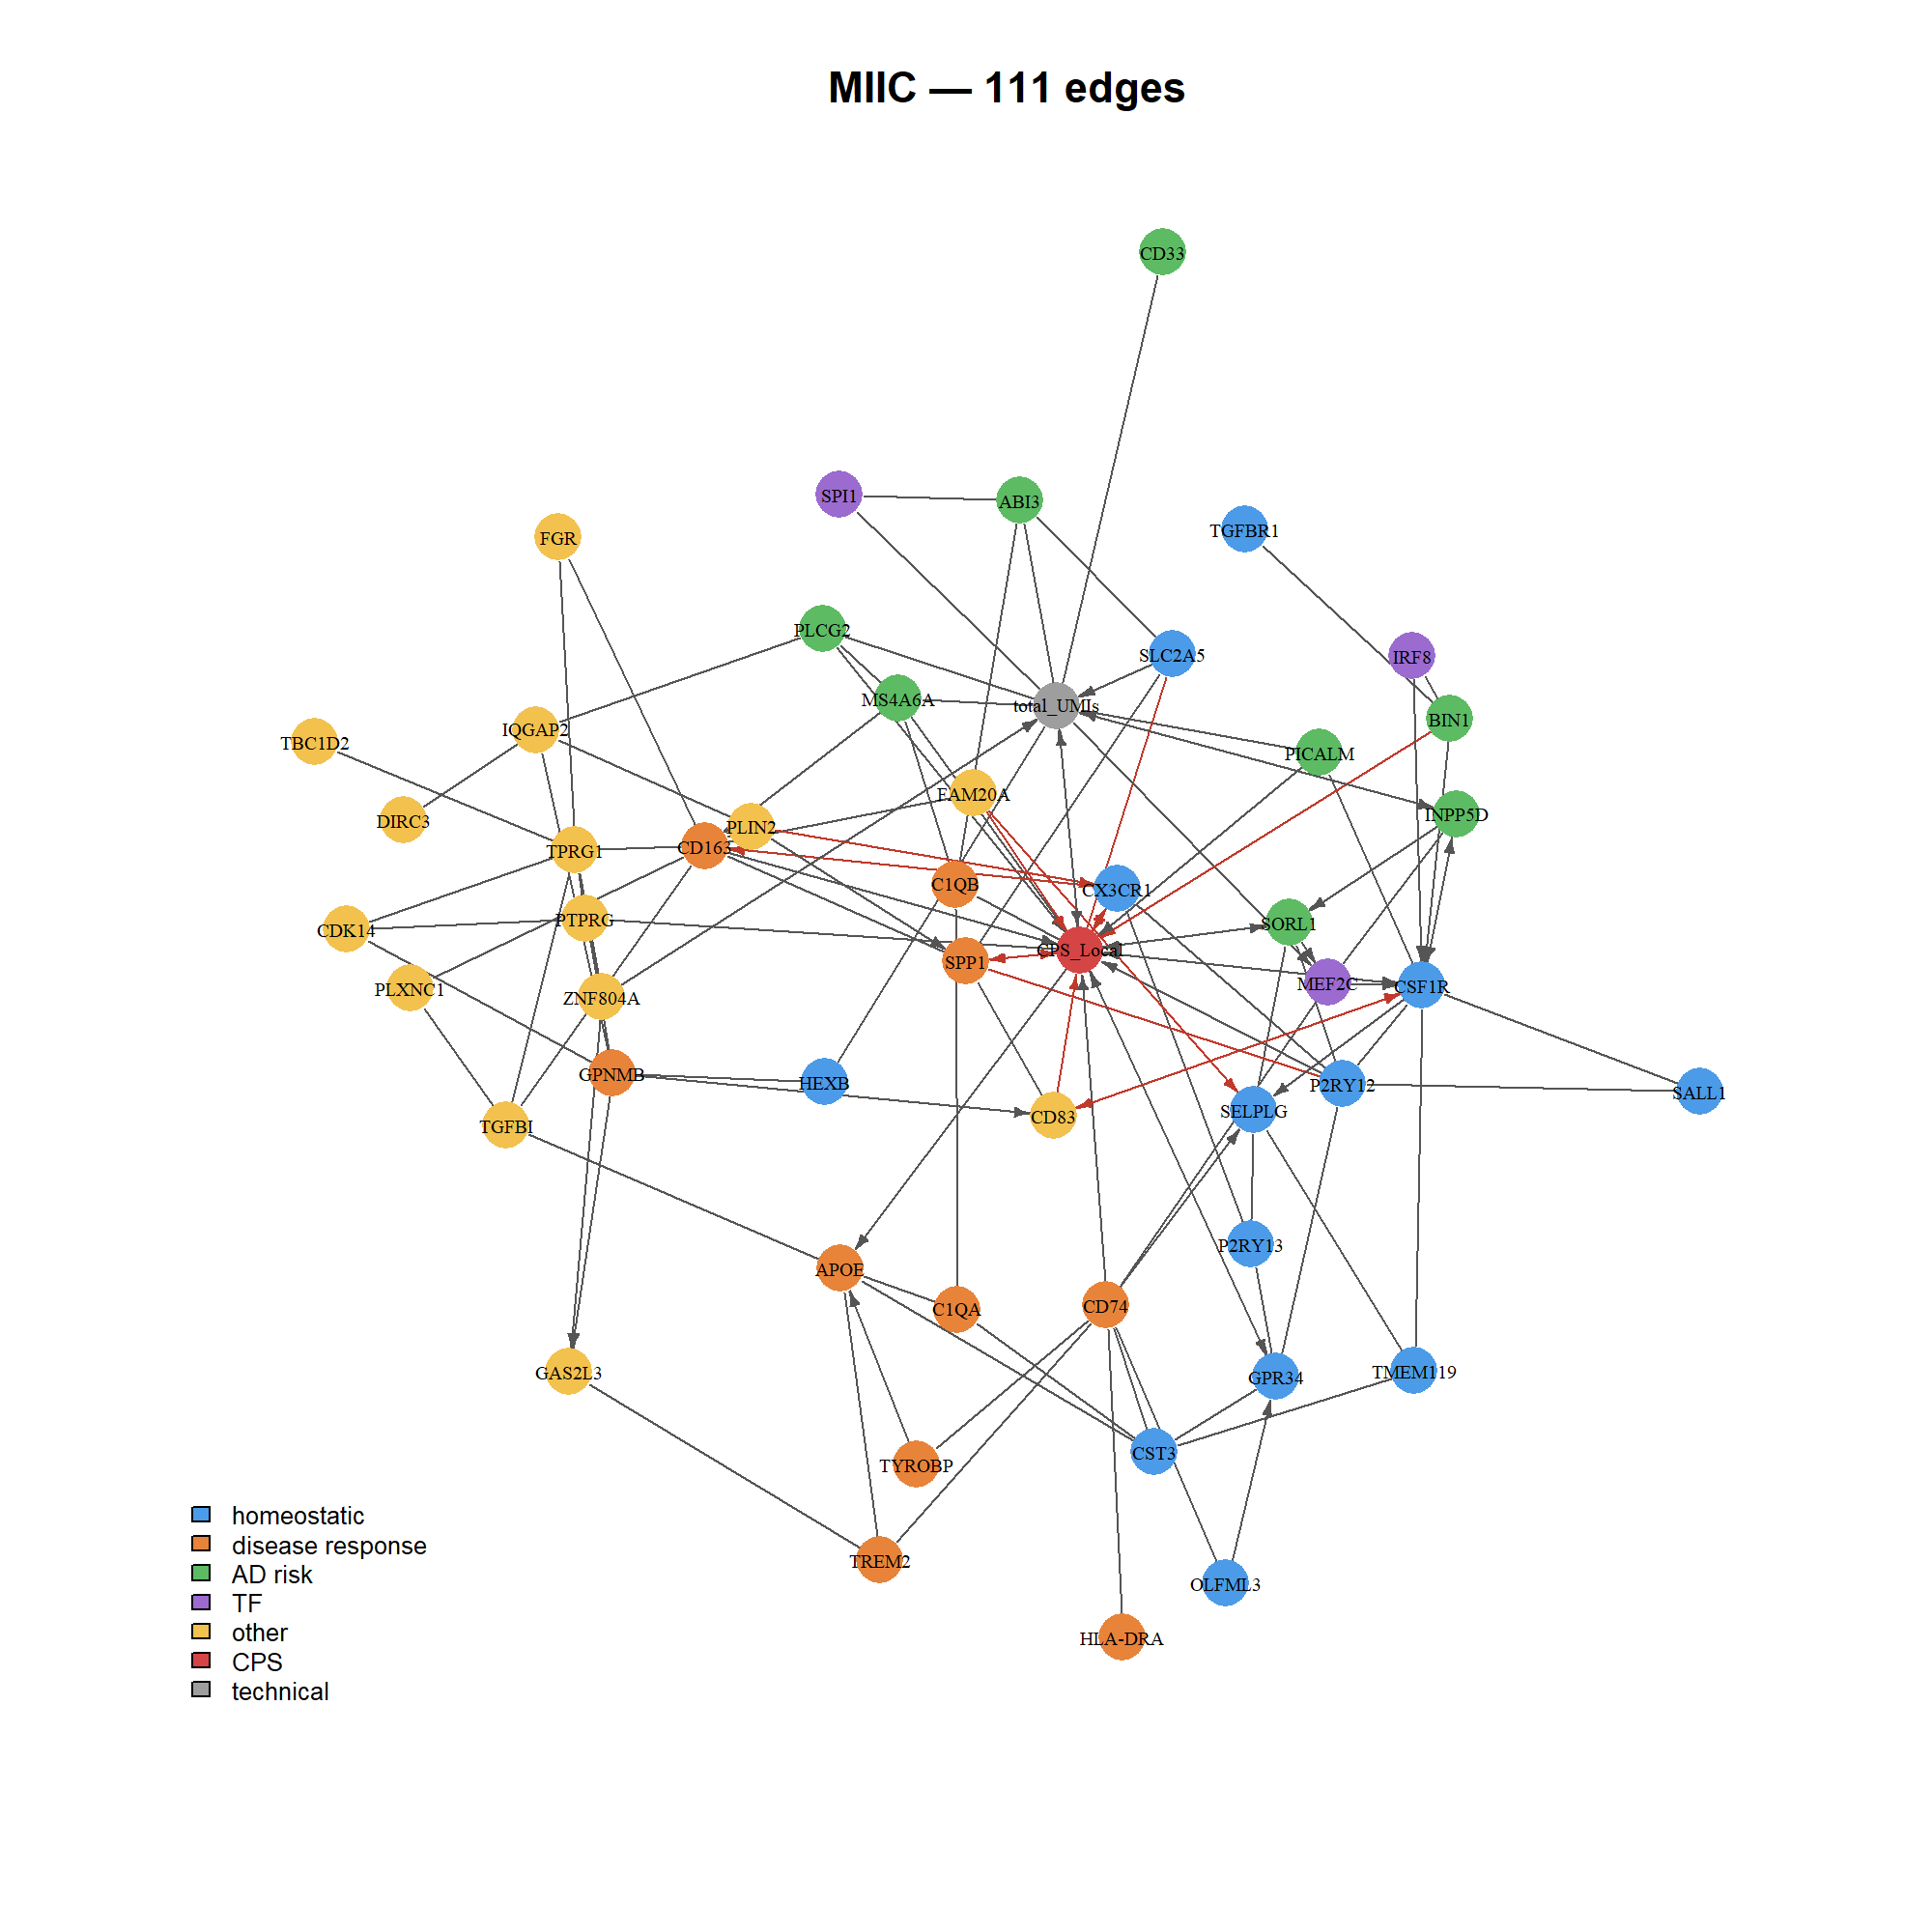 MIIC — 111 edges
CD33
SPI1
ABI3
TGFBR1
FGR
PLCG2
SLC2A5
IRF8
MS4A6A
total_UMIs
BIN1
IQGAP2
TBC1D2
PICALM
FAM20A
INPP5D
DIRC3
PLIN2
CD163
TPRG1
C1QB
CX3CR1
PTPRG
SORL1
CDK14
CPS_Local
SPP1
MEF2C
CSF1R
PLXNC1
ZNF804A
GPNMB
HEXB
P2RY12
SALL1
SELPLG
CD83
TGFBI
P2RY13
APOE
C1QA
CD74
GAS2L3
GPR34
TMEM119
CST3
TYROBP
TREM2
OLFML3
HLA-DRA
homeostatic
disease response
AD risk
TF
other
CPS
technical